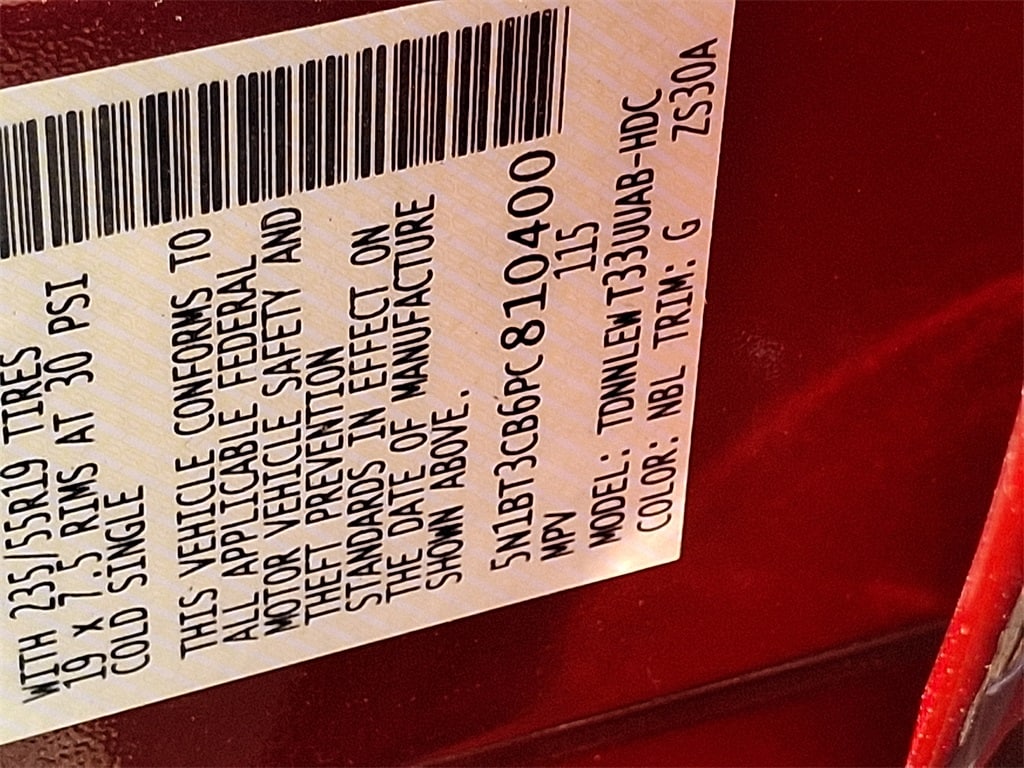 WITH 235/55R19 TIRES
19 x 7.5 RIMS AT 30 PSI
COLD SINGLE
THIS VEHICLE CONFORMS TO
ALL APPLICABLE FEDERAL
MOTOR VEHICLE SAFETY AND
THEFT PREVENTION
STANDARDS IN EFFECT ON
THE DATE OF MANUFACTURE
SHOWN ABOVE.
5N1BT3CB6PC810400
MPV 115
MODEL: TDNNLEW T33UUAB-HDC
COLOR: NBL TRIM: G ZS30A